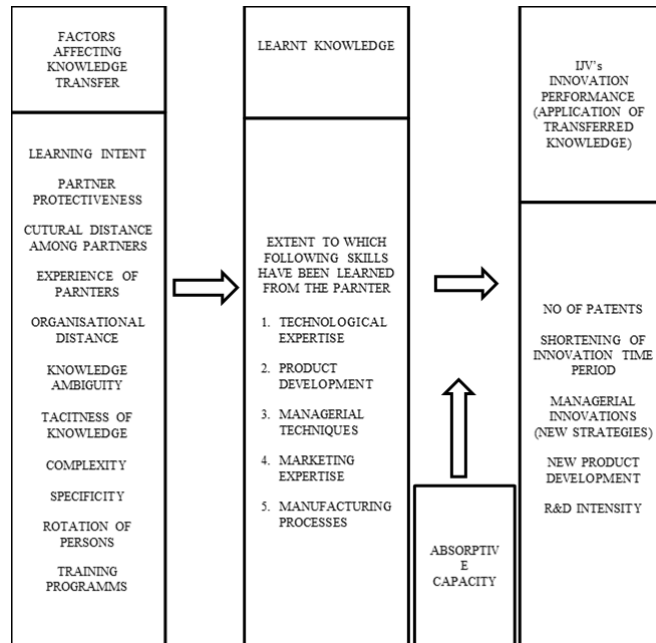 FACTORS
AFFECTING
KNOWLEDGE
TRANSFER
LEARNING INTENT
PARTNER
PROTECTIVENESS
CUTURAL DISTANCE
AMONG PARTNERS
EXPERIENCE OF
PARNTERS
ORGANISATIONAL
DISTANCE
KNOWLEDGE
AMBIGUITY
TACITNESS OF
KNOWLEDGE
COMPLEXITY
SPECIFICITY
ROTATION OF
PERSONS
TRAINING
PROGRAMMS
LEARNT KNOWLEDGE
EXTENT TO WHICH
FOLLOWING SKILLS
HAVE BEEN LEARNED
FROM THE PARNTER
1. TECHNOLOGICAL
EXPERTISE
2. PRODUCT
DEVELOPMENT
3. MANAGERIAL
TECHNIQUES
4. MARKETING
EXPERTISE
5. MANUFACTURING
PROCESSES
ABSORPTIV
E
CAPACITY
IJV's
INNOVATION
PERFORMANCE
(APPLICATION OF
TRANSFERRED
KNOWLEDGE)
NO OF PATENTS
SHORTENING OF
INNOVATION TIME
PERIOD
MANAGERIAL
INNOVATIONS
(NEW STRATEGIES)
NEW PRODUCT
DEVELOPMENT
R&D INTENSITY